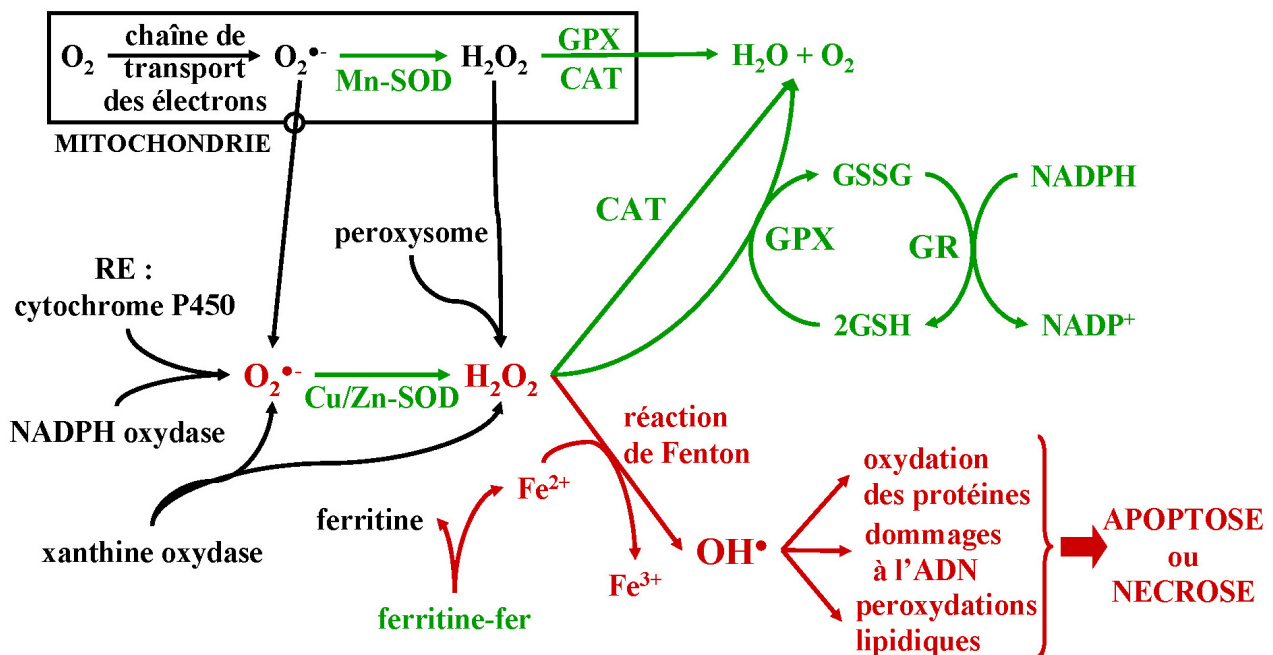 O₂
chaîne de
transport
des électrons
O₂•-
Mn-SOD
H₂O₂
GPX
CAT
H₂O + O₂
MITOCHONDRIE
RE :
cytochrome P450
NADPH oxydase
xanthine oxydase
peroxysome
O₂•-
Cu/Zn-SOD
H₂O₂
CAT
GPX
GSSG
2GSH
GR
NADPH
NADP⁺
réaction
de Fenton
Fe²⁺
Fe³⁺
ferritine
ferritine-fer
OH•
oxydation
des protéines
dommages
à l’ADN
peroxydations
lipidiques
APOPTOSE
ou
NECROSE